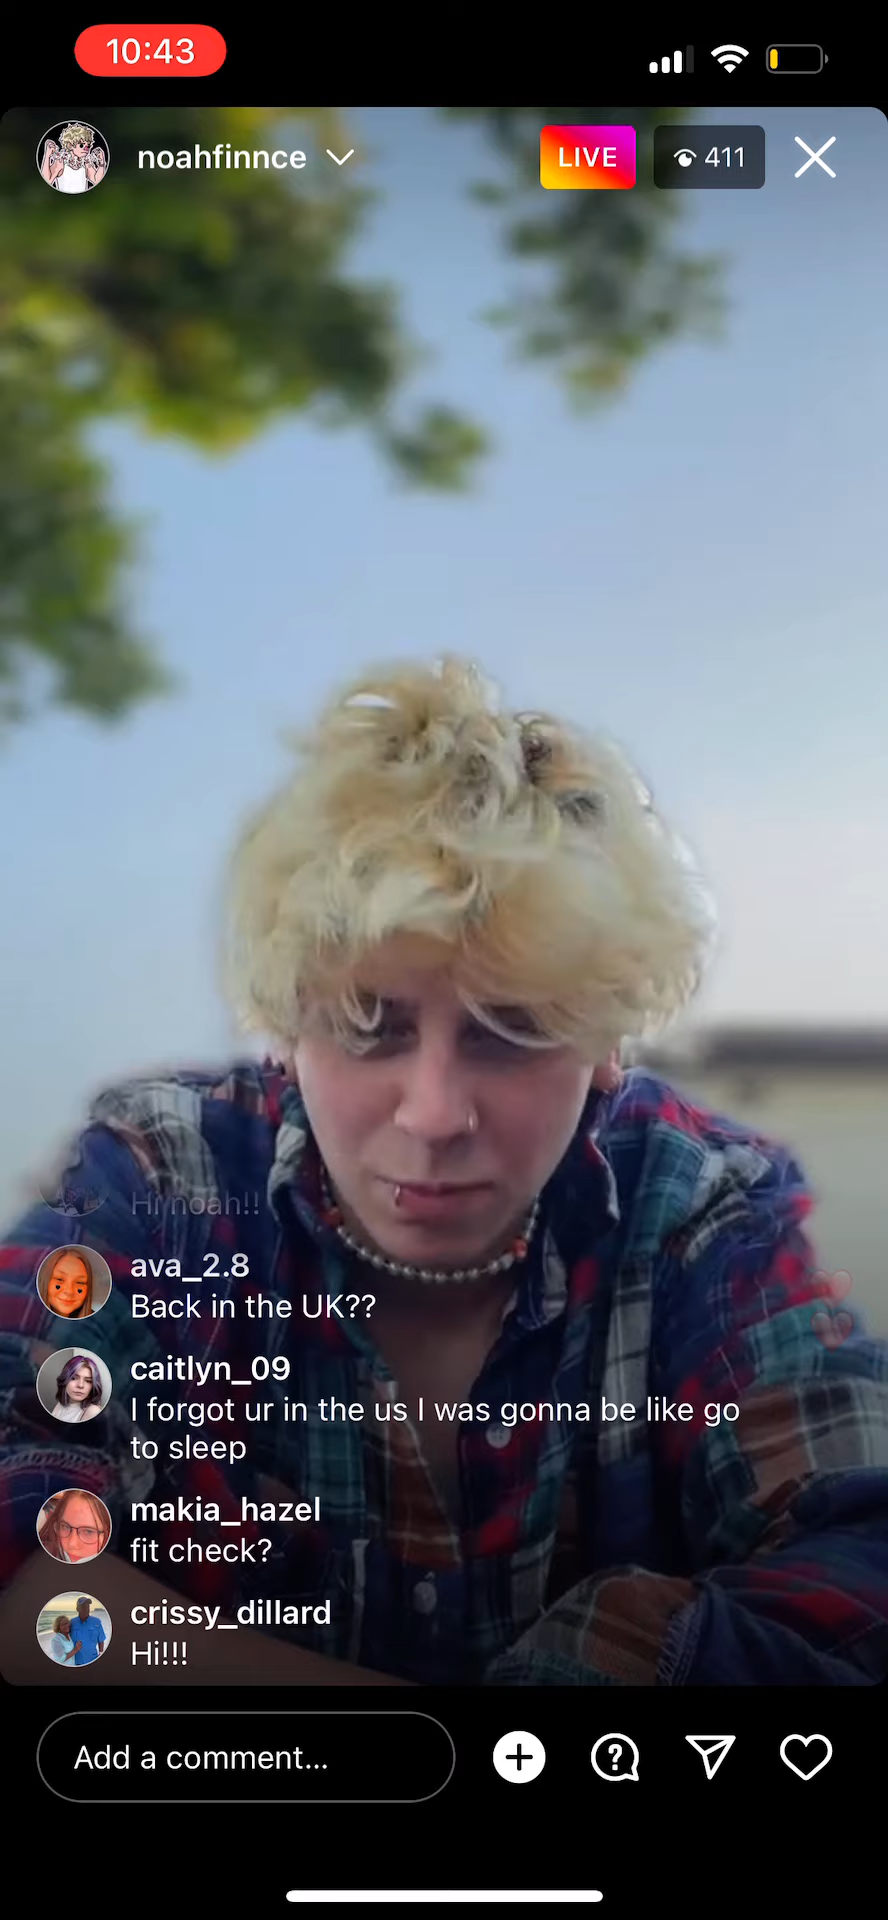 10:43
noahfinnce
LIVE
411
Hi noah!!
ava_2.8
Back in the UK??
caitlyn_09
I forgot ur in the us I was gonna be like go
to sleep
makia_hazel
fit check?
crissy_dillard
Hi!!!
Add a comment...